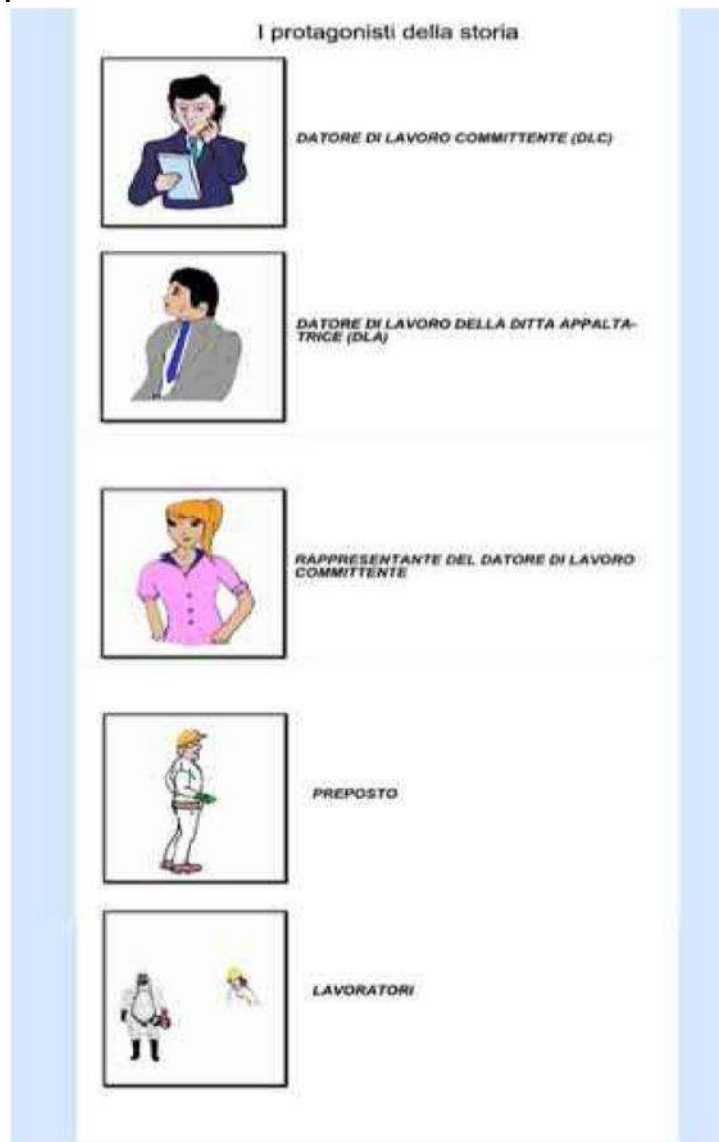 I protagonisti della storia
DATORE DI LAVORO COMMITTENTE (DLC)
DATORE DI LAVORO DELLA DITTA APPALTA-
TRICE (DLA)
RAPPRESENTANTE DEL DATORE DI LAVORO
COMMITTENTE
PREPOSTO
LAVORATORI